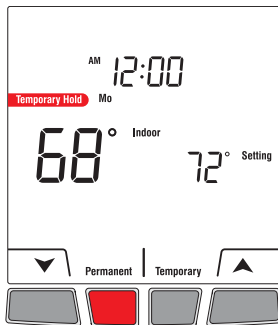 AM 12:00
Temporary Hold Mo
68° Indoor
72° Setting
Permanent Temporary